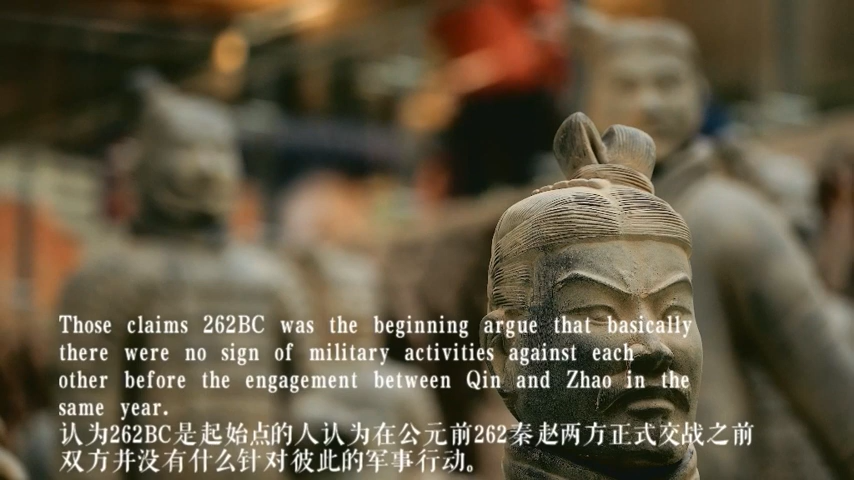 Those claims 262BC was the beginning argue that basically
there were no sign of military activities against each
other before the engagement between Qin and Zhao in the
same year.
认为262BC是起始点的人认为在公元前262秦赵两方正式交战之前
双方并没有什么针对彼此的军事行动。